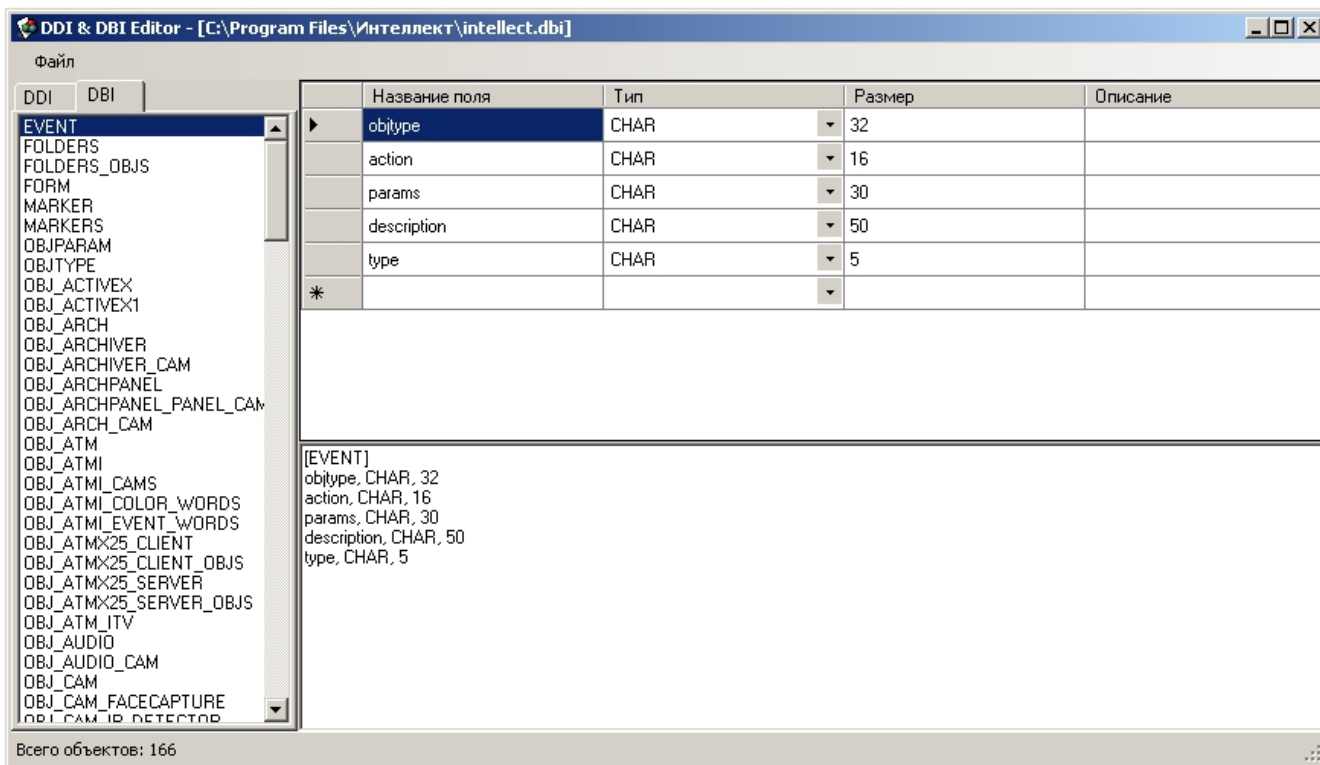 DDI & DBI Editor - [C:\Program Files\Интеллект\intellect.dbi]
Файл
DDI DBI
EVENT
FOLDERS
FOLDERS_OBJS
FORM
MARKER
MARKERS
OBJPARAM
OBJTYPE
OBJ_ACTIVEX
OBJ_ACTIVEX1
OBJ_ARCH
OBJ_ARCHIVER
OBJ_ARCHIVER_CAM
OBJ_ARCHPANEL
OBJ_ARCHPANEL_PANEL_CAM
OBJ_ARCH_CAM
OBJ_ATM
OBJ_ATMI
OBJ_ATMI_CAMS
OBJ_ATMI_COLOR_WORDS
OBJ_ATMI_EVENT_WORDS
OBJ_ATMX25_CLIENT
OBJ_ATMX25_CLIENT_OBJS
OBJ_ATMX25_SERVER
OBJ_ATMX25_SERVER_OBJS
OBJ_ATM_ITV
OBJ_AUDIO
OBJ_AUDIO_CAM
OBJ_CAM
OBJ_CAM_FACECAPTURE
OBJ_CAM_IR_DETECTOR
Название поля Тип Размер Описание
objtype CHAR 32
action CHAR 16
params CHAR 30
description CHAR 50
type CHAR 5
[EVENT]
objtype, CHAR, 32
action, CHAR, 16
params, CHAR, 30
description, CHAR, 50
type, CHAR, 5
Всего объектов: 166